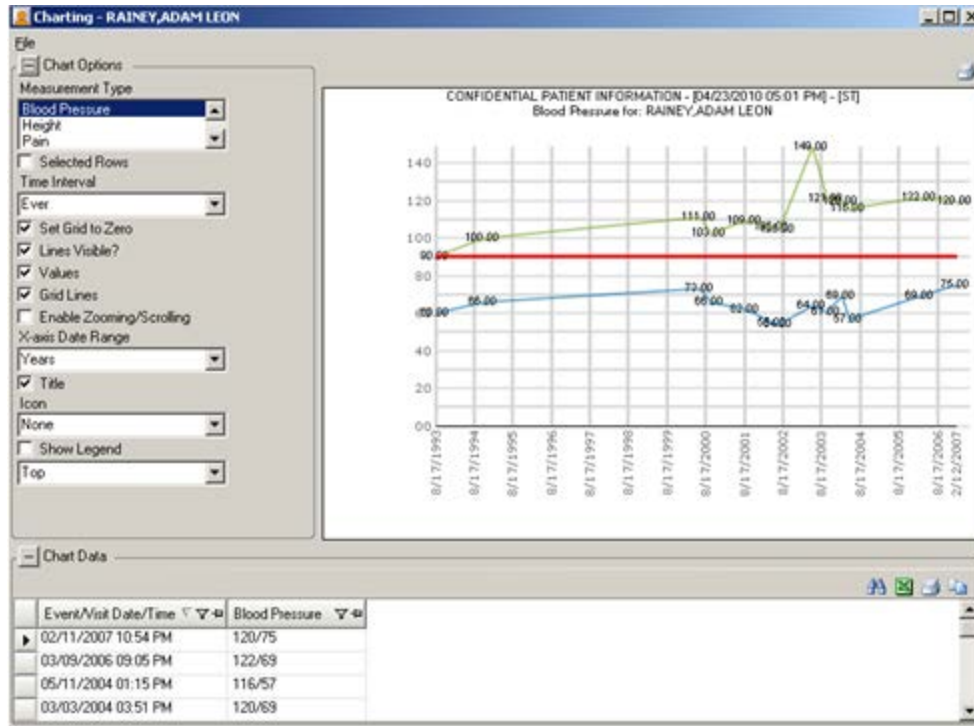 Charting - RAINEY,ADAM LEON
File
Chart Options
Measurement Type
Blood Pressure
Height
Pain
Selected Rows
Time Interval
Ever
Set Grid to Zero
Lines Visible?
Values
Grid Lines
Enable Zooming/Scrolling
X-axis Date Range
Years
Title
Icon
None
Show Legend
Top
CONFIDENTIAL PATIENT INFORMATION - [04/23/2010 05:01 PM] - [ST]
Blood Pressure for: RAINEY,ADAM LEON
140
120
100
80
60
40
20
00
90.00
100.00
111.00
103.00
109.00
149.00
122.00
120.00
66.00
73.00
66.00
62.00
64.00
69.00
57.00
69.00
75.00
8/17/1993
8/17/1994
8/17/1995
8/17/1996
8/17/1997
8/17/1998
8/17/1999
8/17/2000
8/17/2001
8/17/2002
8/17/2003
8/17/2004
8/17/2005
8/17/2006
2/12/2007
Chart Data
Event/Visit Date/Time Blood Pressure
02/11/2007 10:54 PM 120/75
03/09/2006 09:05 PM 122/69
05/11/2004 01:15 PM 116/57
03/03/2004 03:51 PM 120/69